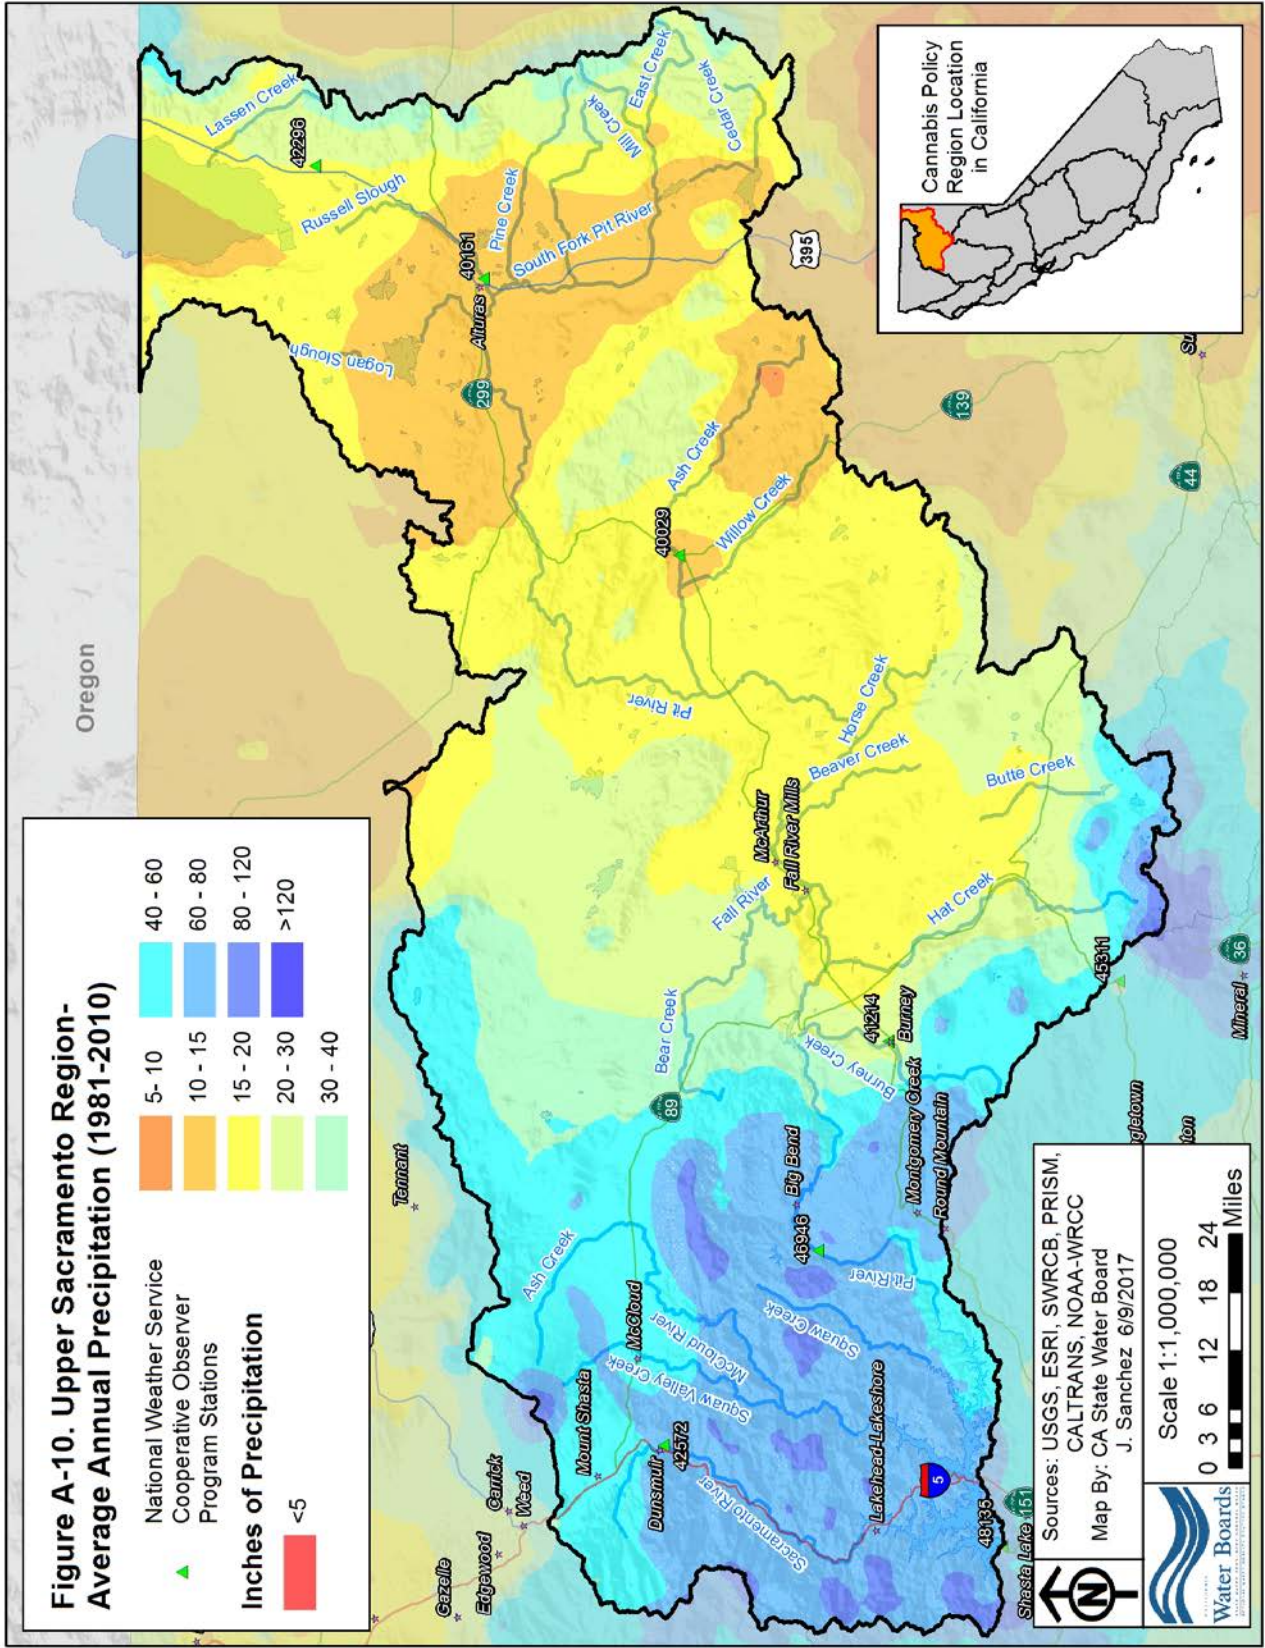 Figure A-10. Upper Sacramento Region-
Average Annual Precipitation (1981-2010)
National Weather Service
Cooperative Observer
Program Stations
Inches of Precipitation
<5
5- 10
10 - 15
15 - 20
20 - 30
30 - 40
40 - 60
60 - 80
80 - 120
>120
Oregon
Lassen Creek
42296
Russell Slough
40161
Alturas
Pine Creek
South Fork Pit River
Mill Creek
East Creek
Cedar Creek
Logan Slough
299
395
Ash Creek
40029
Willow Creek
139
44
Su
Pit River
Horse Creek
Beaver Creek
McArthur
Fall River Mills
Fall River
Butte Creek
Hat Creek
Bear Creek
89
41214
Burney
Burney Creek
45311
36
Mineral
Tennant
Ash Creek
McCloud
McCloud River
Squaw Valley Creek
Squaw Creek
Big Bend
46946
Pit River
Montgomery Creek
Round Mountain
Mount Shasta
Carrick
Weed
Edgewood
Gazelle
Dunsmuir
42572
Sacramento River
Lakehead-Lakeshore
5
48135
Shasta Lake
151
gletown
ton
Cannabis Policy
Region Location
in California
N
Sources: USGS, ESRI, SWRCB, PRISM,
CALTRANS, NOAA-WRCC
Map By: CA State Water Board
J. Sanchez 6/9/2017
Water Boards
Scale 1:1,000,000
0 3 6 12 18 24
Miles